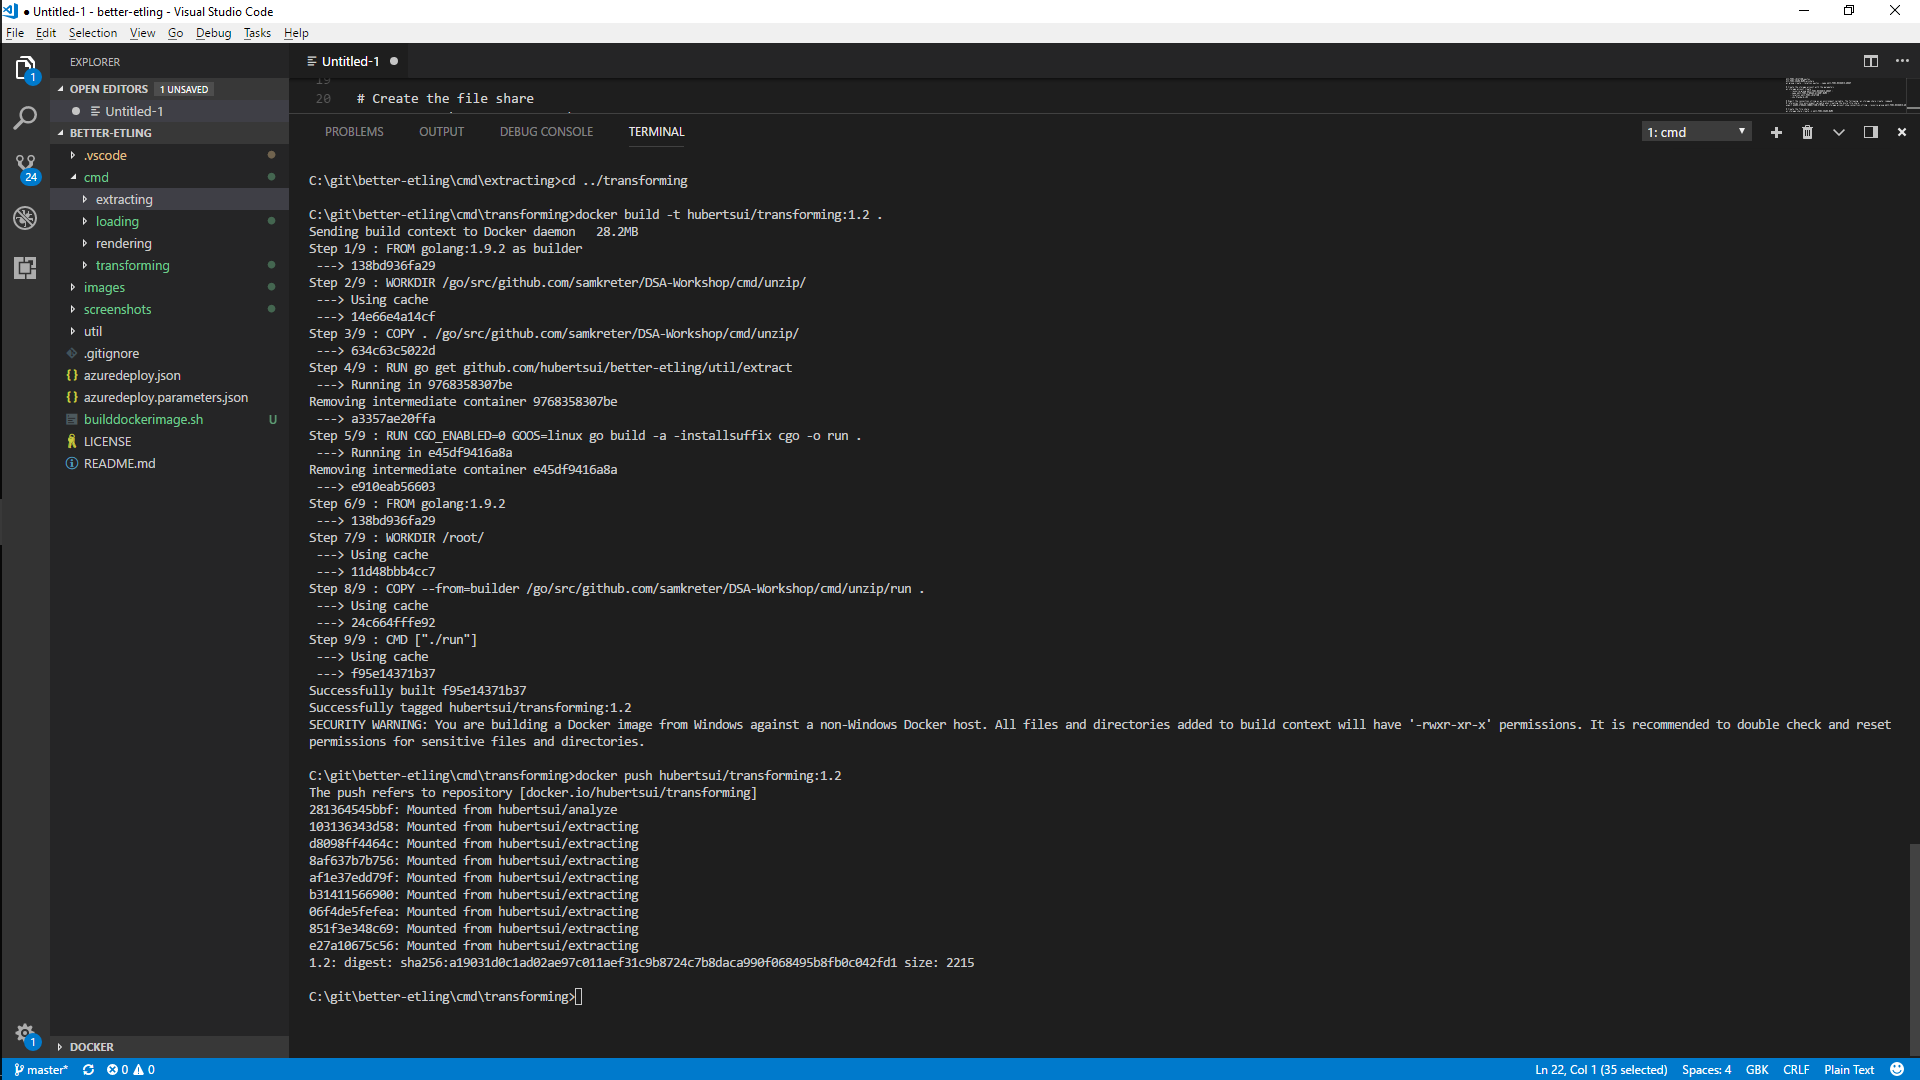 ● Untitled-1 - better-etling - Visual Studio Code
File Edit Selection View Go Debug Tasks Help
EXPLORER
OPEN EDITORS 1 UNSAVED
Untitled-1
BETTER-ETLING
.vscode
cmd
extracting
loading
rendering
transforming
images
screenshots
util
.gitignore
{} azuredeploy.json
{} azuredeploy.parameters.json
builddockerimage.sh U
LICENSE
README.md
DOCKER
1
24
1
Untitled-1
19
20 # Create the file share
PROBLEMS OUTPUT DEBUG CONSOLE TERMINAL
1: cmd
C:\git\better-etling\cmd\extracting>cd ../transforming
C:\git\better-etling\cmd\transforming>docker build -t hubertsui/transforming:1.2 .
Sending build context to Docker daemon 28.2MB
Step 1/9 : FROM golang:1.9.2 as builder
---> 138bd936fa29
Step 2/9 : WORKDIR /go/src/github.com/samkreter/DSA-Workshop/cmd/unzip/
---> Using cache
---> 14e66e4a14cf
Step 3/9 : COPY . /go/src/github.com/samkreter/DSA-Workshop/cmd/unzip/
---> 634c63c5022d
Step 4/9 : RUN go get github.com/hubertsui/better-etling/util/extract
---> Running in 9768358307be
Removing intermediate container 9768358307be
---> a3357ae20ffa
Step 5/9 : RUN CGO_ENABLED=0 GOOS=linux go build -a -installsuffix cgo -o run .
---> Running in e45df9416a8a
Removing intermediate container e45df9416a8a
---> e910eab56603
Step 6/9 : FROM golang:1.9.2
---> 138bd936fa29
Step 7/9 : WORKDIR /root/
---> Using cache
---> 11d48bbb4cc7
Step 8/9 : COPY --from=builder /go/src/github.com/samkreter/DSA-Workshop/cmd/unzip/run .
---> Using cache
---> 24c664fffe92
Step 9/9 : CMD ["./run"]
---> Using cache
---> f95e14371b37
Successfully built f95e14371b37
Successfully tagged hubertsui/transforming:1.2
SECURITY WARNING: You are building a Docker image from Windows against a non-Windows Docker host. All files and directories added to build context will have '-rwxr-xr-x' permissions. It is recommended to double check and reset
permissions for sensitive files and directories.
C:\git\better-etling\cmd\transforming>docker push hubertsui/transforming:1.2
The push refers to repository [docker.io/hubertsui/transforming]
281364545bbf: Mounted from hubertsui/analyze
103136343d58: Mounted from hubertsui/extracting
d8098ff4464c: Mounted from hubertsui/extracting
8af637b7b756: Mounted from hubertsui/extracting
af1e37edd79f: Mounted from hubertsui/extracting
b31411566900: Mounted from hubertsui/extracting
06f4de5fefea: Mounted from hubertsui/extracting
851f3e348c69: Mounted from hubertsui/extracting
e27a10675c56: Mounted from hubertsui/extracting
1.2: digest: sha256:a19031d0c1ad02ae97c011aef31c9b8724c7b8daca990f068495b8fb0c042fd1 size: 2215
C:\git\better-etling\cmd\transforming>
master* 0 0 Ln 22, Col 1 (35 selected) Spaces: 4 GBK CRLF Plain Text